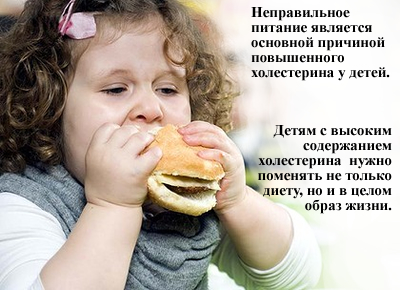 Неправильное
питание является
основной причиной
повышенного
холестерина у детей.
Детям с высоким
содержанием
холестерина нужно
поменять не только
диету, но и в целом
образ жизни.